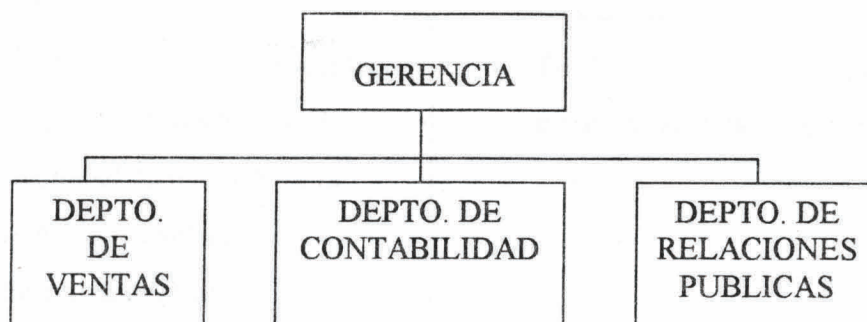 GERENCIA
DEPTO.
DE
VENTAS
DEPTO. DE
CONTABILIDAD
DEPTO. DE
RELACIONES
PUBLICAS